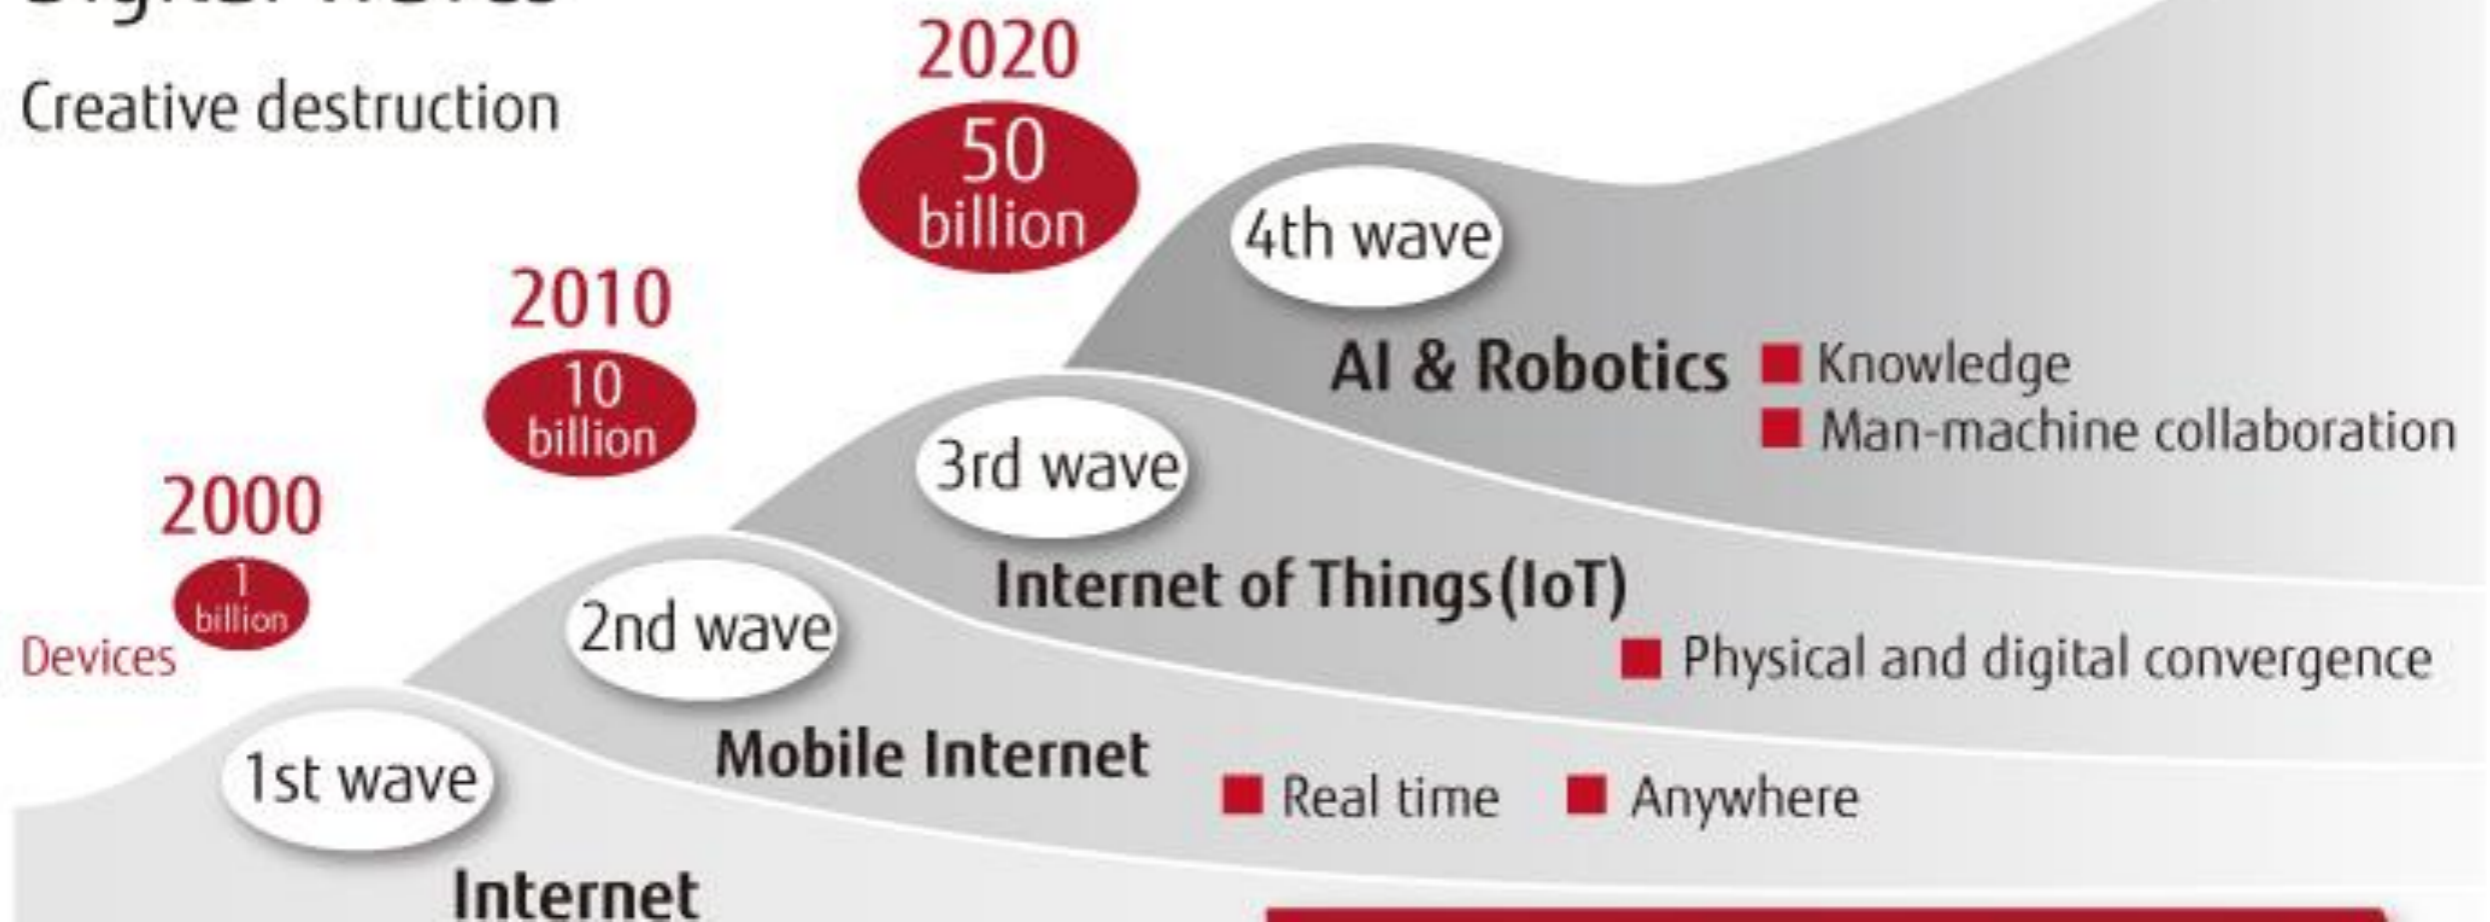 Digital Waves
Creative destruction
2020
50
billion
4th wave
AI & Robotics
Knowledge
Man-machine collaboration
2010
10
billion
3rd wave
Internet of Things (IoT)
Physical and digital convergence
2000
1
billion
Devices
2nd wave
Mobile Internet
Real time
Anywhere
1st wave
Internet